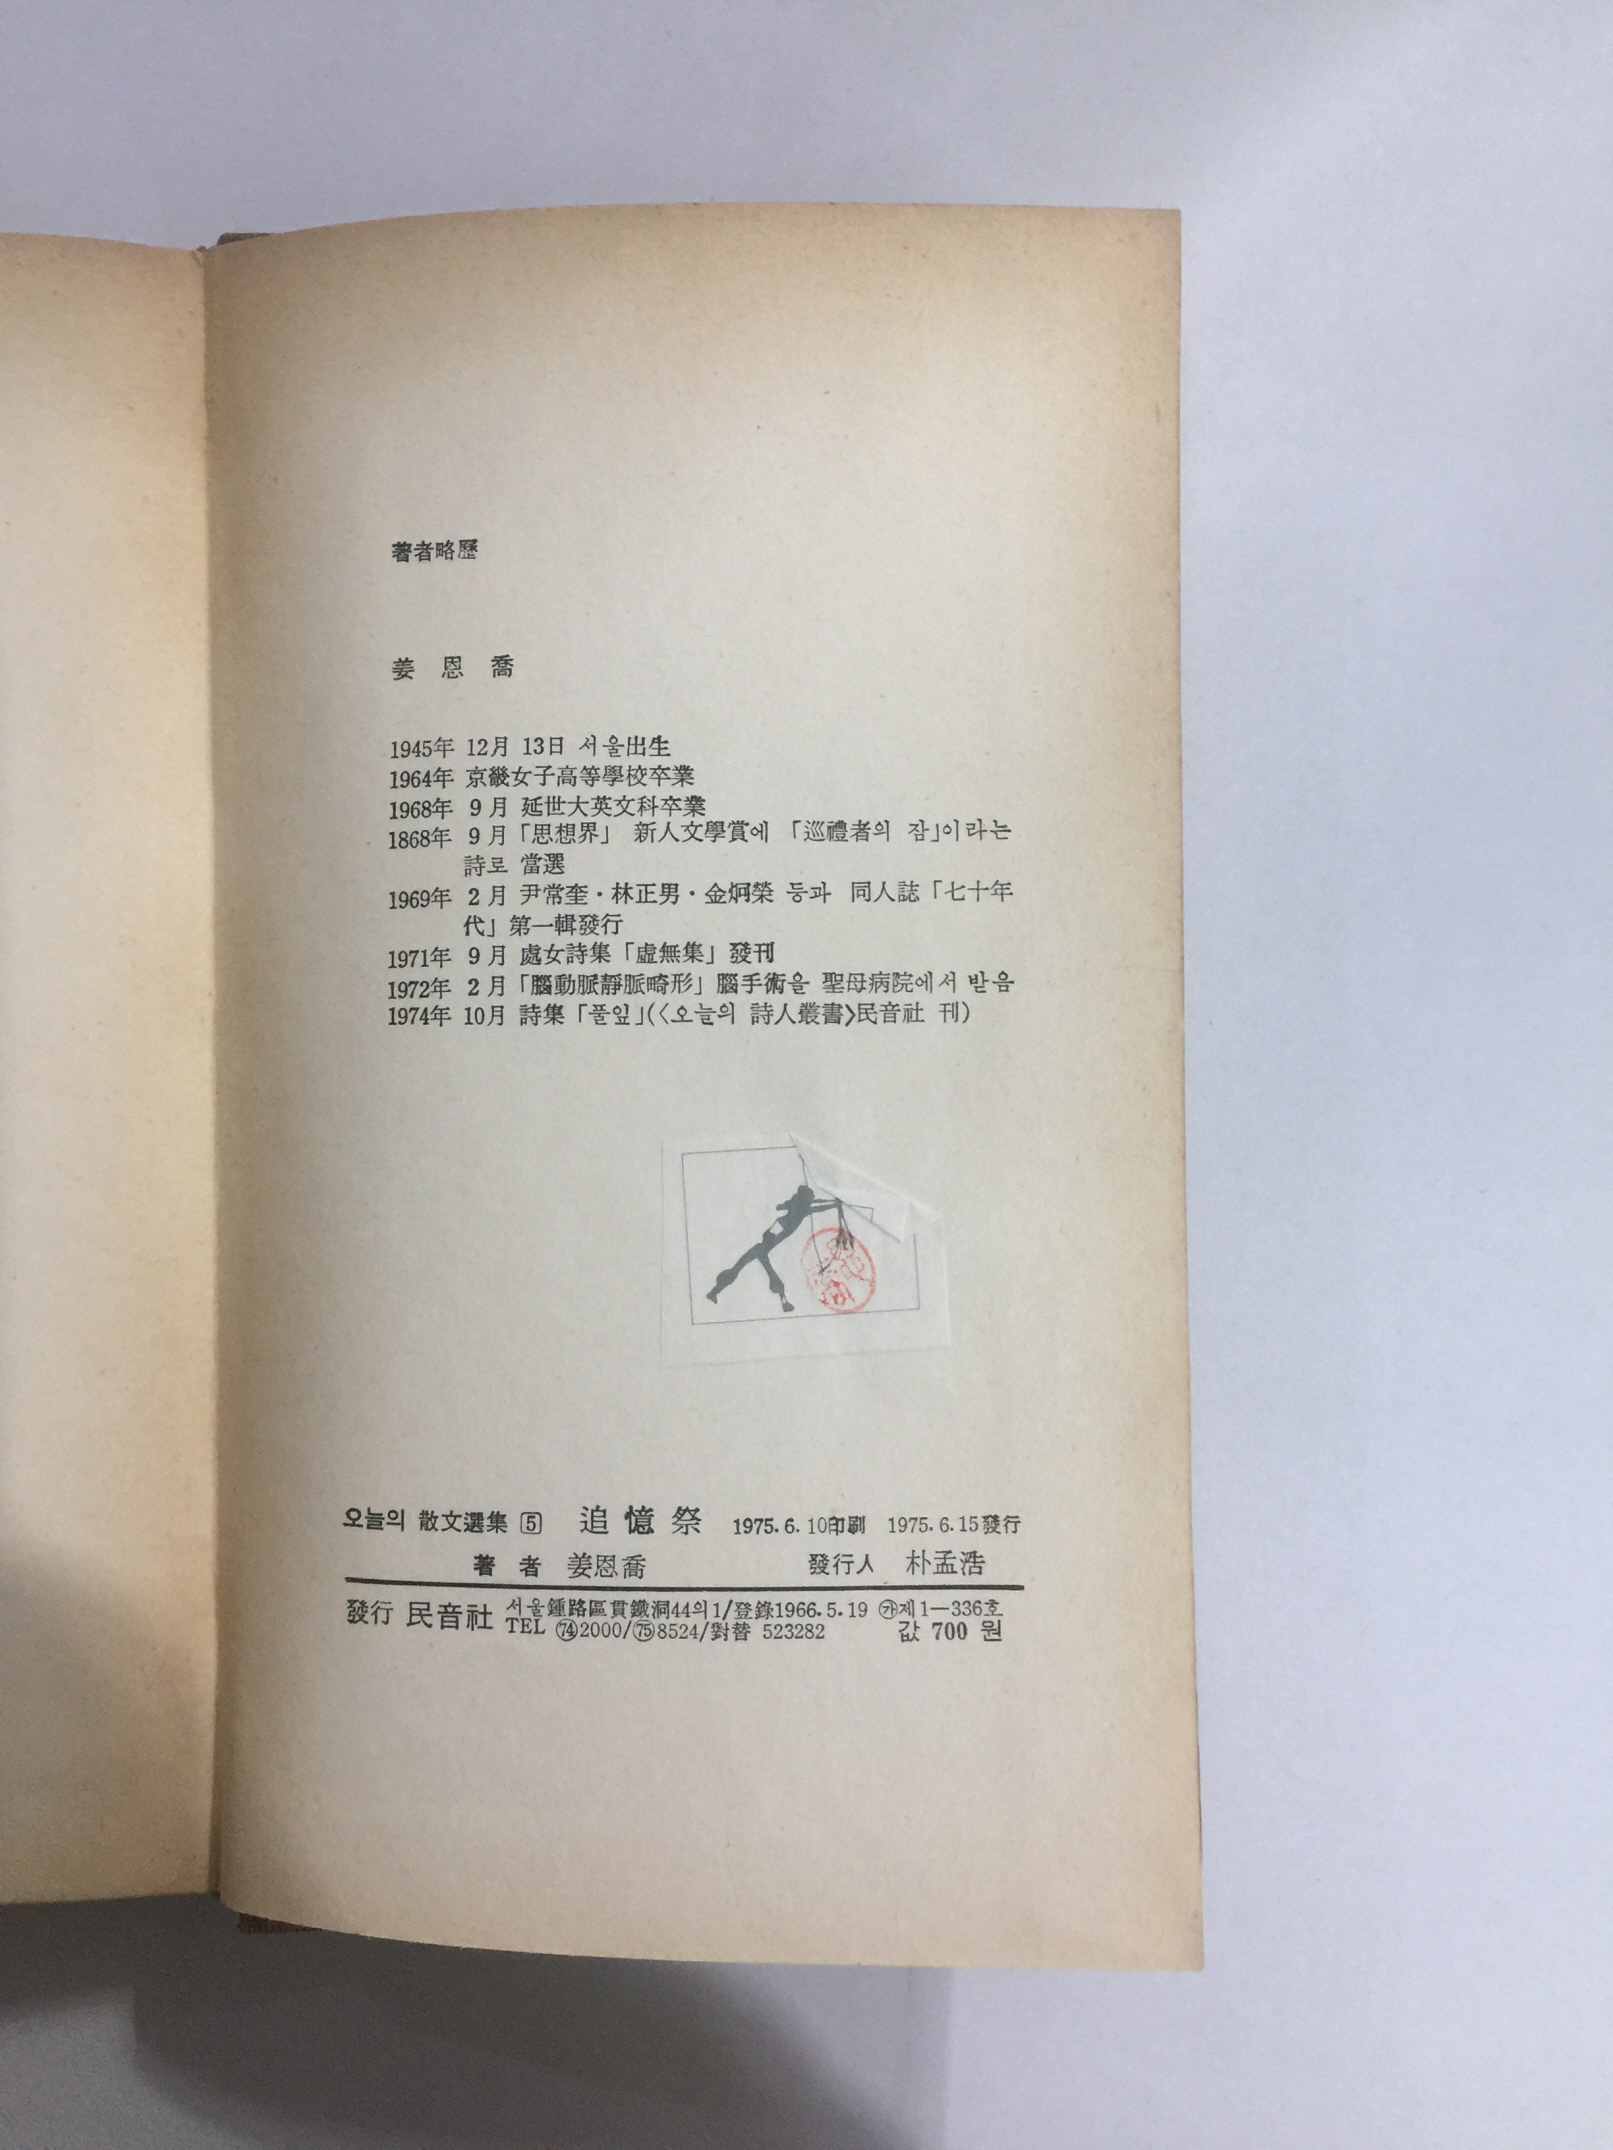 著者略歷
姜 恩 喬
1945年 12月 13日 서울出生
1964年 京畿女子高等學校卒業
1968年 9月 延世大英文科卒業
1868年 9月「思想界」 新人文學賞에 「巡禮者의 잠」이라는
詩로 當選
1969年 2月 尹常奎・林正男・金炯榮 등과 同人誌「七十年
代」第一輯發行
1971年 9月 處女詩集「虛無集」發刊
1972年 2月「腦動脈靜脈畸形」腦手術을 聖母病院에서 받음
1974年 10月 詩集「풀잎」(〈오늘의 詩人叢書〉民音社 刊)
오늘의 散文選集 5 追憶祭 1975.6.10印刷 1975.6.15發行
著者 姜恩喬 發行人 朴孟浩
發行 民音社 서울鍾路區貫鐵洞44의1/登錄1966.5.19 ㉮제1—336호
TEL 74 2000/75 8524/對替 523282 값 700 원